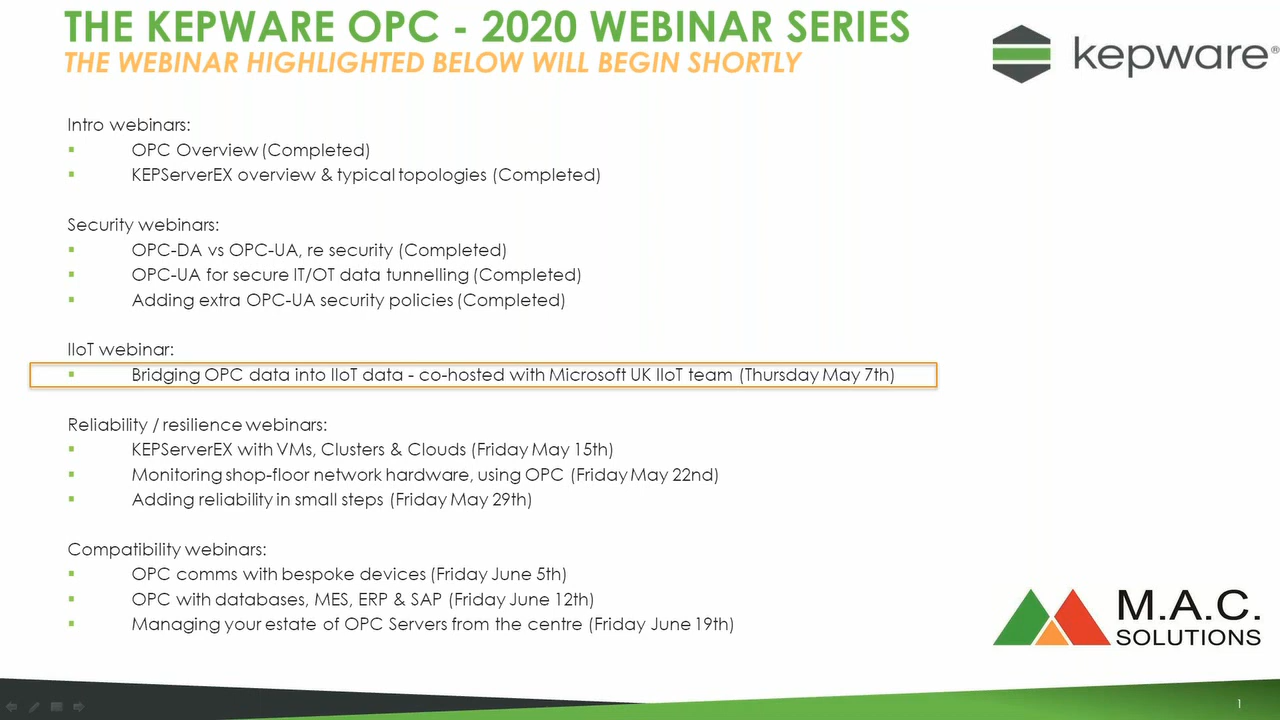 THE KEPWARE OPC - 2020 WEBINAR SERIES
THE WEBINAR HIGHLIGHTED BELOW WILL BEGIN SHORTLY
kepware®
Intro webinars:
▪ OPC Overview (Completed)
▪ KEPServerEX overview & typical topologies (Completed)
Security webinars:
▪ OPC-DA vs OPC-UA, re security (Completed)
▪ OPC-UA for secure IT/OT data tunnelling (Completed)
▪ Adding extra OPC-UA security policies (Completed)
IIoT webinar:
▪ Bridging OPC data into IIoT data - co-hosted with Microsoft UK IIoT team (Thursday May 7th)
Reliability / resilience webinars:
▪ KEPServerEX with VMs, Clusters & Clouds (Friday May 15th)
▪ Monitoring shop-floor network hardware, using OPC (Friday May 22nd)
▪ Adding reliability in small steps (Friday May 29th)
Compatibility webinars:
▪ OPC comms with bespoke devices (Friday June 5th)
▪ OPC with databases, MES, ERP & SAP (Friday June 12th)
▪ Managing your estate of OPC Servers from the centre (Friday June 19th)
M.A.C.
SOLUTIONS
1